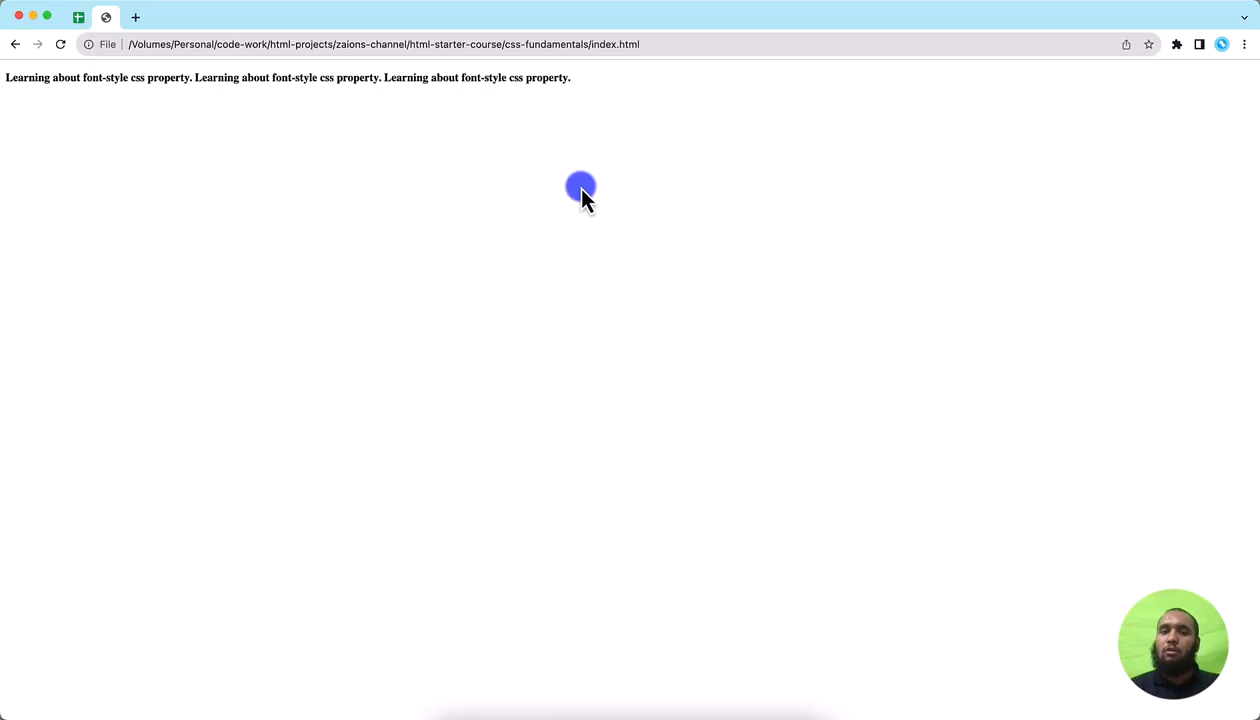 File
/Volumes/Personal/code-work/html-projects/zaions-channel/html-starter-course/css-fundamentals/index.html
Learning about font-style css property. Learning about font-style css property. Learning about font-style css property.